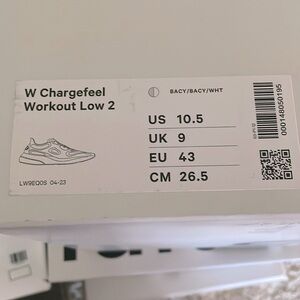 W Chargefeel
Workout Low 2
LW9EQ0S 04-23
BACY/BACY/WHT
US 10.5
UK 9
EU 43
CM 26.5
000148050195